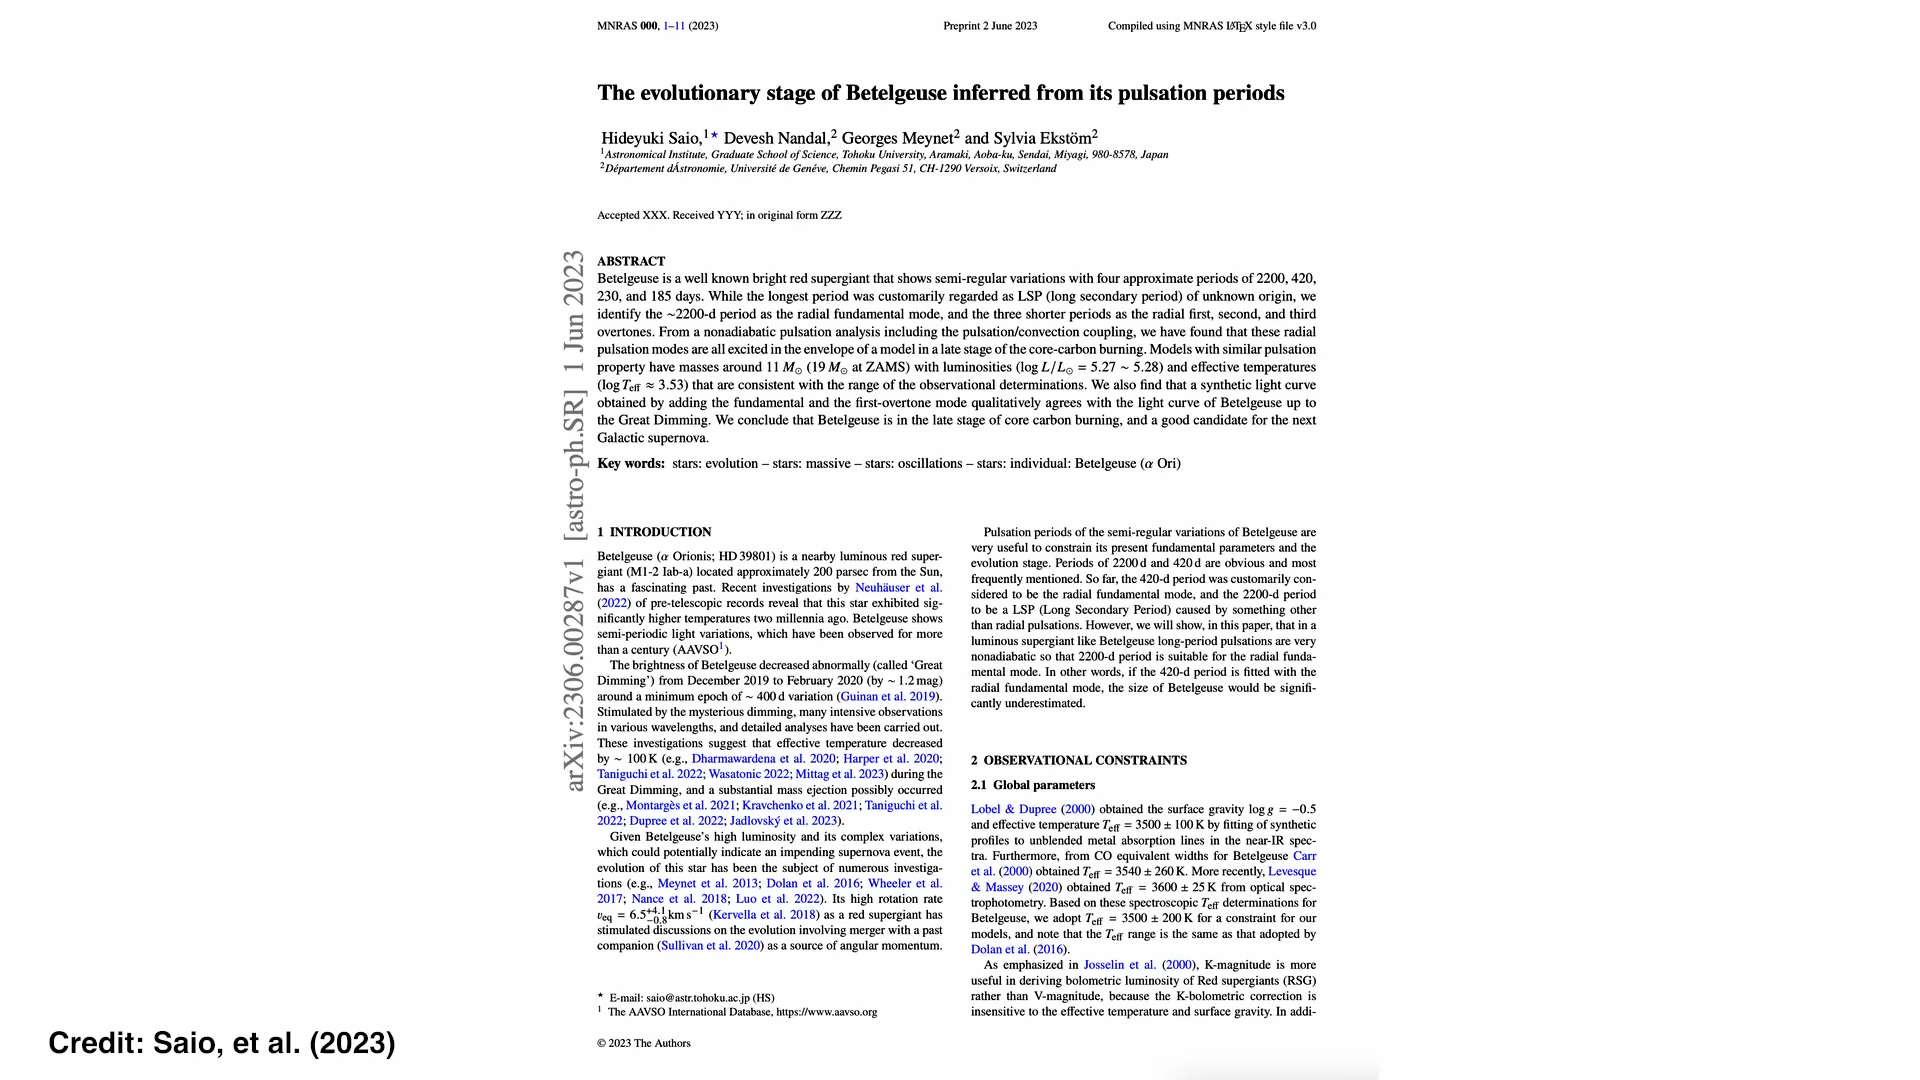 MNRAS 000, 1–11 (2023)
Preprint 2 June 2023
Compiled using MNRAS LATEX style file v3.0
The evolutionary stage of Betelgeuse inferred from its pulsation periods
Hideyuki Saio,1★ Devesh Nandal,2 Georges Meynet2 and Sylvia Ekstöm2
1Astronomical Institute, Graduate School of Science, Tohoku University, Aramaki, Aoba-ku, Sendai, Miyagi, 980-8578, Japan
2Département dÁstronomie, Université de Genéve, Chemin Pegasi 51, CH-1290 Versoix, Switzerland
Accepted XXX. Received YYY; in original form ZZZ
arXiv:2306.00287v1 [astro-ph.SR] 1 Jun 2023
ABSTRACT
Betelgeuse is a well known bright red supergiant that shows semi-regular variations with four approximate periods of 2200, 420,
230, and 185 days. While the longest period was customarily regarded as LSP (long secondary period) of unknown origin, we
identify the ~2200-d period as the radial fundamental mode, and the three shorter periods as the radial first, second, and third
overtones. From a nonadiabatic pulsation analysis including the pulsation/convection coupling, we have found that these radial
pulsation modes are all excited in the envelope of a model in a late stage of the core-carbon burning. Models with similar pulsation
property have masses around 11 M⊙ (19 M⊙ at ZAMS) with luminosities (log L/L⊙ = 5.27 ~ 5.28) and effective temperatures
(log Teff ≈ 3.53) that are consistent with the range of the observational determinations. We also find that a synthetic light curve
obtained by adding the fundamental and the first-overtone mode qualitatively agrees with the light curve of Betelgeuse up to
the Great Dimming. We conclude that Betelgeuse is in the late stage of core carbon burning, and a good candidate for the next
Galactic supernova.
Key words: stars: evolution – stars: massive – stars: oscillations – stars: individual: Betelgeuse (α Ori)
1 INTRODUCTION
Betelgeuse (α Orionis; HD 39801) is a nearby luminous red super-
giant (M1-2 Iab-a) located approximately 200 parsec from the Sun,
has a fascinating past. Recent investigations by Neuhäuser et al.
(2022) of pre-telescopic records reveal that this star exhibited sig-
nificantly higher temperatures two millennia ago. Betelgeuse shows
semi-periodic light variations, which have been observed for more
than a century (AAVSO1).
The brightness of Betelgeuse decreased abnormally (called ‘Great
Dimming’) from December 2019 to February 2020 (by ~ 1.2 mag)
around a minimum epoch of ~ 400 d variation (Guinan et al. 2019).
Stimulated by the mysterious dimming, many intensive observations
in various wavelengths, and detailed analyses have been carried out.
These investigations suggest that effective temperature decreased
by ~ 100 K (e.g., Dharmawardena et al. 2020; Harper et al. 2020;
Taniguchi et al. 2022; Wasatonic 2022; Mittag et al. 2023) during the
Great Dimming, and a substantial mass ejection possibly occurred
(e.g., Montargès et al. 2021; Kravchenko et al. 2021; Taniguchi et al.
2022; Dupree et al. 2022; Jadlovský et al. 2023).
Given Betelgeuse’s high luminosity and its complex variations,
which could potentially indicate an impending supernova event, the
evolution of this star has been the subject of numerous investiga-
tions (e.g., Meynet et al. 2013; Dolan et al. 2016; Wheeler et al.
2017; Nance et al. 2018; Luo et al. 2022). Its high rotation rate
υeq = 6.5+4.1−0.8 km s−1 (Kervella et al. 2018) as a red supergiant has
stimulated discussions on the evolution involving merger with a past
companion (Sullivan et al. 2020) as a source of angular momentum.
★ E-mail: saio@astr.tohoku.ac.jp (HS)
1 The AAVSO International Database, https://www.aavso.org
© 2023 The Authors
Pulsation periods of the semi-regular variations of Betelgeuse are
very useful to constrain its present fundamental parameters and the
evolution stage. Periods of 2200 d and 420 d are obvious and most
frequently mentioned. So far, the 420-d period was customarily con-
sidered to be the radial fundamental mode, and the 2200-d period
to be a LSP (Long Secondary Period) caused by something other
than radial pulsations. However, we will show, in this paper, that in a
luminous supergiant like Betelgeuse long-period pulsations are very
nonadiabatic so that 2200-d period is suitable for the radial funda-
mental mode. In other words, if the 420-d period is fitted with the
radial fundamental mode, the size of Betelgeuse would be signifi-
cantly underestimated.
2 OBSERVATIONAL CONSTRAINTS
2.1 Global parameters
Lobel & Dupree (2000) obtained the surface gravity log g = −0.5
and effective temperature Teff = 3500 ± 100 K by fitting of synthetic
profiles to unblended metal absorption lines in the near-IR spec-
tra. Furthermore, from CO equivalent widths for Betelgeuse Carr
et al. (2000) obtained Teff = 3540 ± 260 K. More recently, Levesque
& Massey (2020) obtained Teff = 3600 ± 25 K from optical spec-
trophotometry. Based on these spectroscopic Teff determinations for
Betelgeuse, we adopt Teff = 3500 ± 200 K for a constraint for our
models, and note that the Teff range is the same as that adopted by
Dolan et al. (2016).
As emphasized in Josselin et al. (2000), K-magnitude is more
useful in deriving bolometric luminosity of Red supergiants (RSG)
rather than V-magnitude, because the K-bolometric correction is
insensitive to the effective temperature and surface gravity. In addi-
Credit: Saio, et al. (2023)